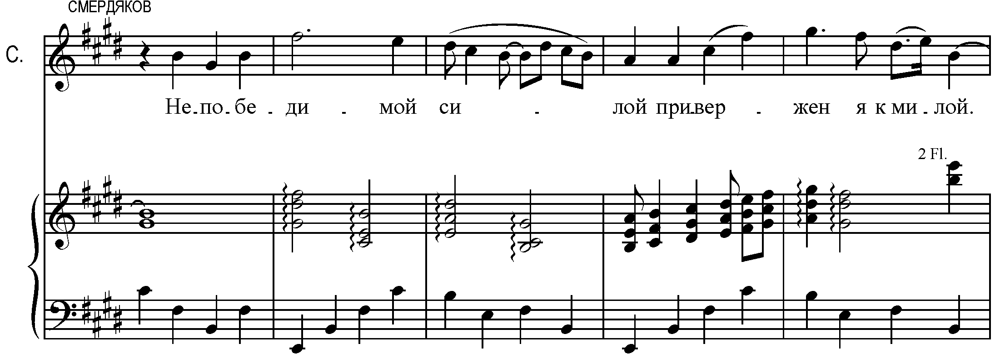 СМЕРДЯКОВ
С.
Не-по-бе-ди-мой си-лой при-вер-жен я к ми-лой.
2 Fl.